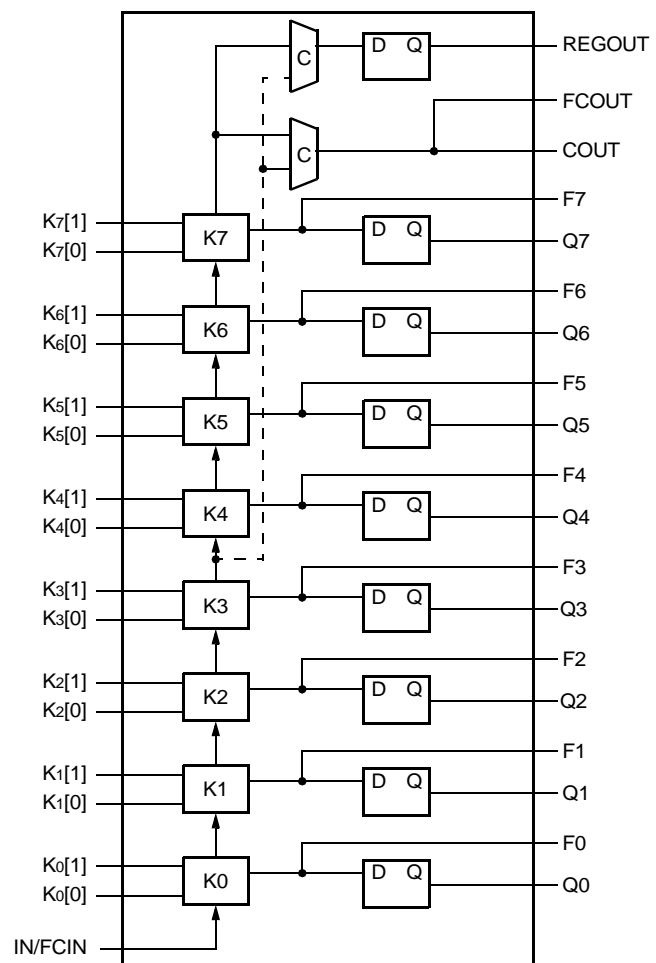 C
D Q
REGOUT
FCOUT
C
COUT
F7
K7[1]
K7[0]
K7
D Q
Q7
F6
K6[1]
K6[0]
K6
D Q
Q6
F5
K5[1]
K5[0]
K5
D Q
Q5
F4
K4[1]
K4[0]
K4
D Q
Q4
F3
K3[1]
K3[0]
K3
D Q
Q3
F2
K2[1]
K2[0]
K2
D Q
Q2
F1
K1[1]
K1[0]
K1
D Q
Q1
F0
K0[1]
K0[0]
K0
D Q
Q0
IN/FCIN